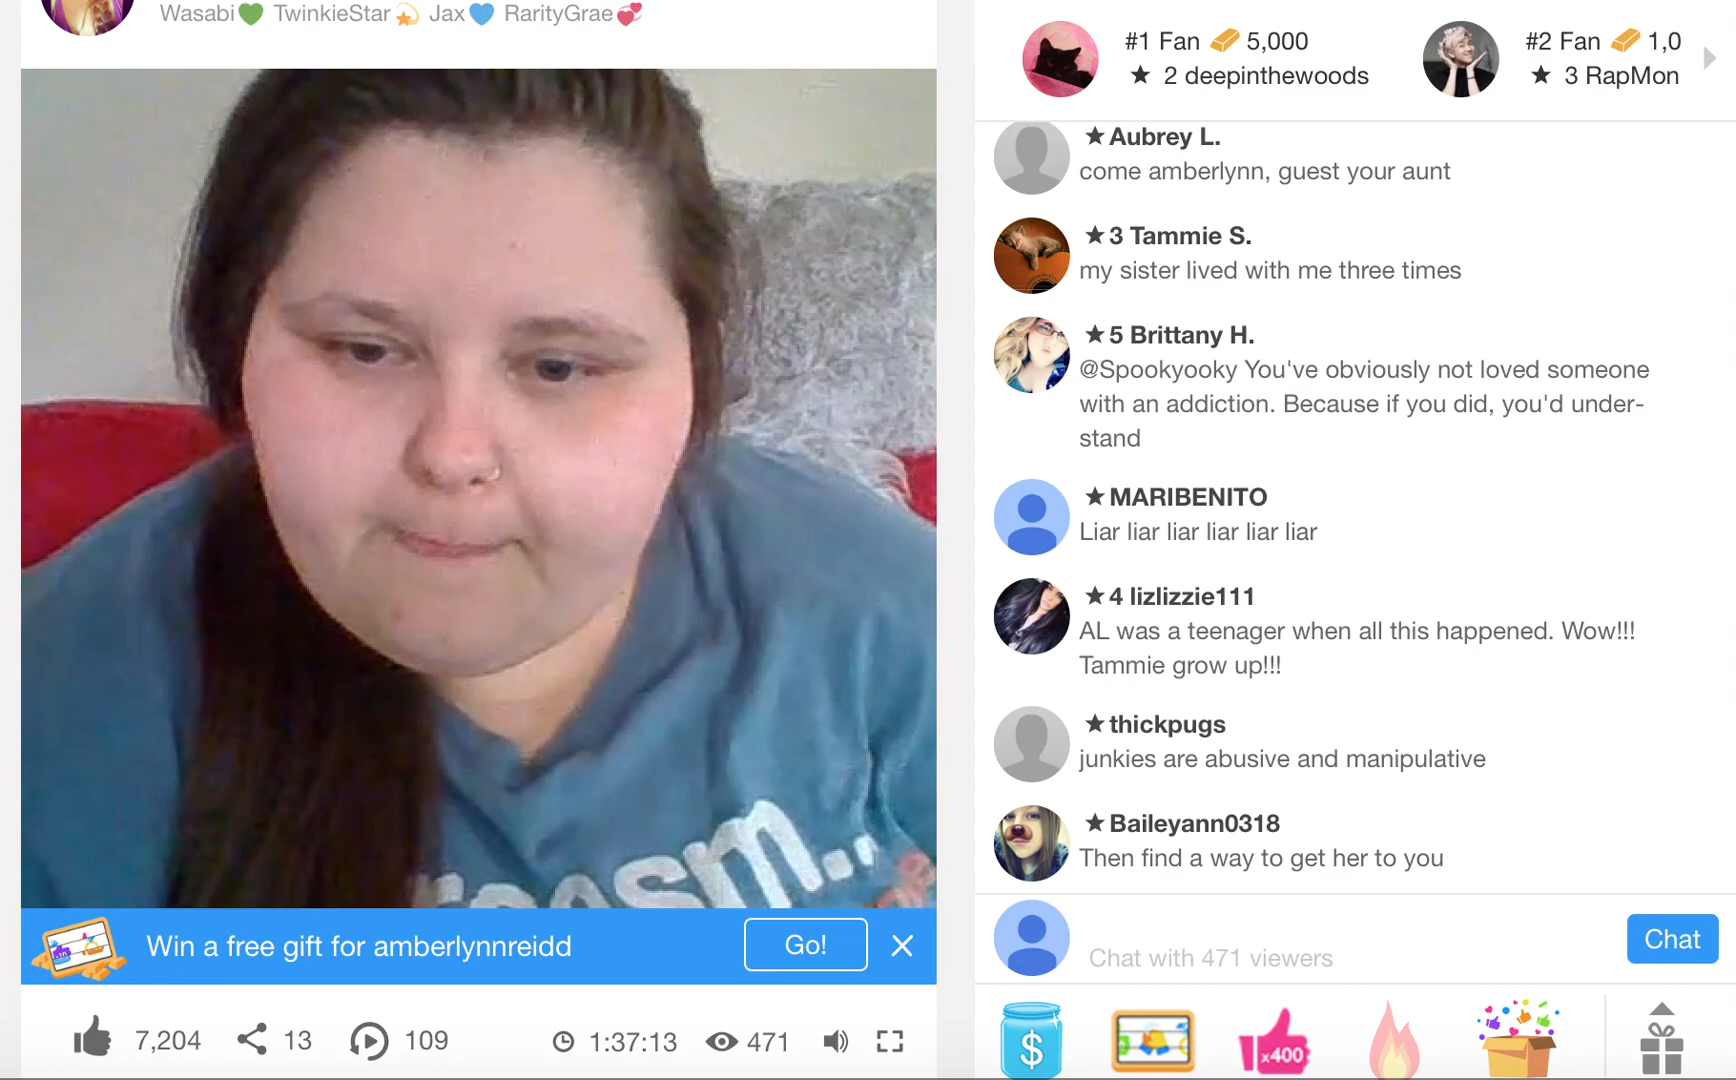 Wasabi💚 TwinkieStar💫 Jax💙 RarityGrae💞
#1 Fan 5,000
★ 2 deepinthewoods
#2 Fan 1,0
★ 3 RapMon
★ Aubrey L.
come amberlynn, guest your aunt
★3 Tammie S.
my sister lived with me three times
★5 Brittany H.
@Spookyooky You've obviously not loved someone
with an addiction. Because if you did, you'd under-
stand
★ MARIBENITO
Liar liar liar liar liar liar
★4 lizlizzie111
AL was a teenager when all this happened. Wow!!!
Tammie grow up!!!
★ thickpugs
junkies are abusive and manipulative
★ Baileyann0318
Then find a way to get her to you
Chat with 471 viewers
Chat
$
x400
Win a free gift for amberlynnreidd
Go!
7,204 13 109 1:37:13 471